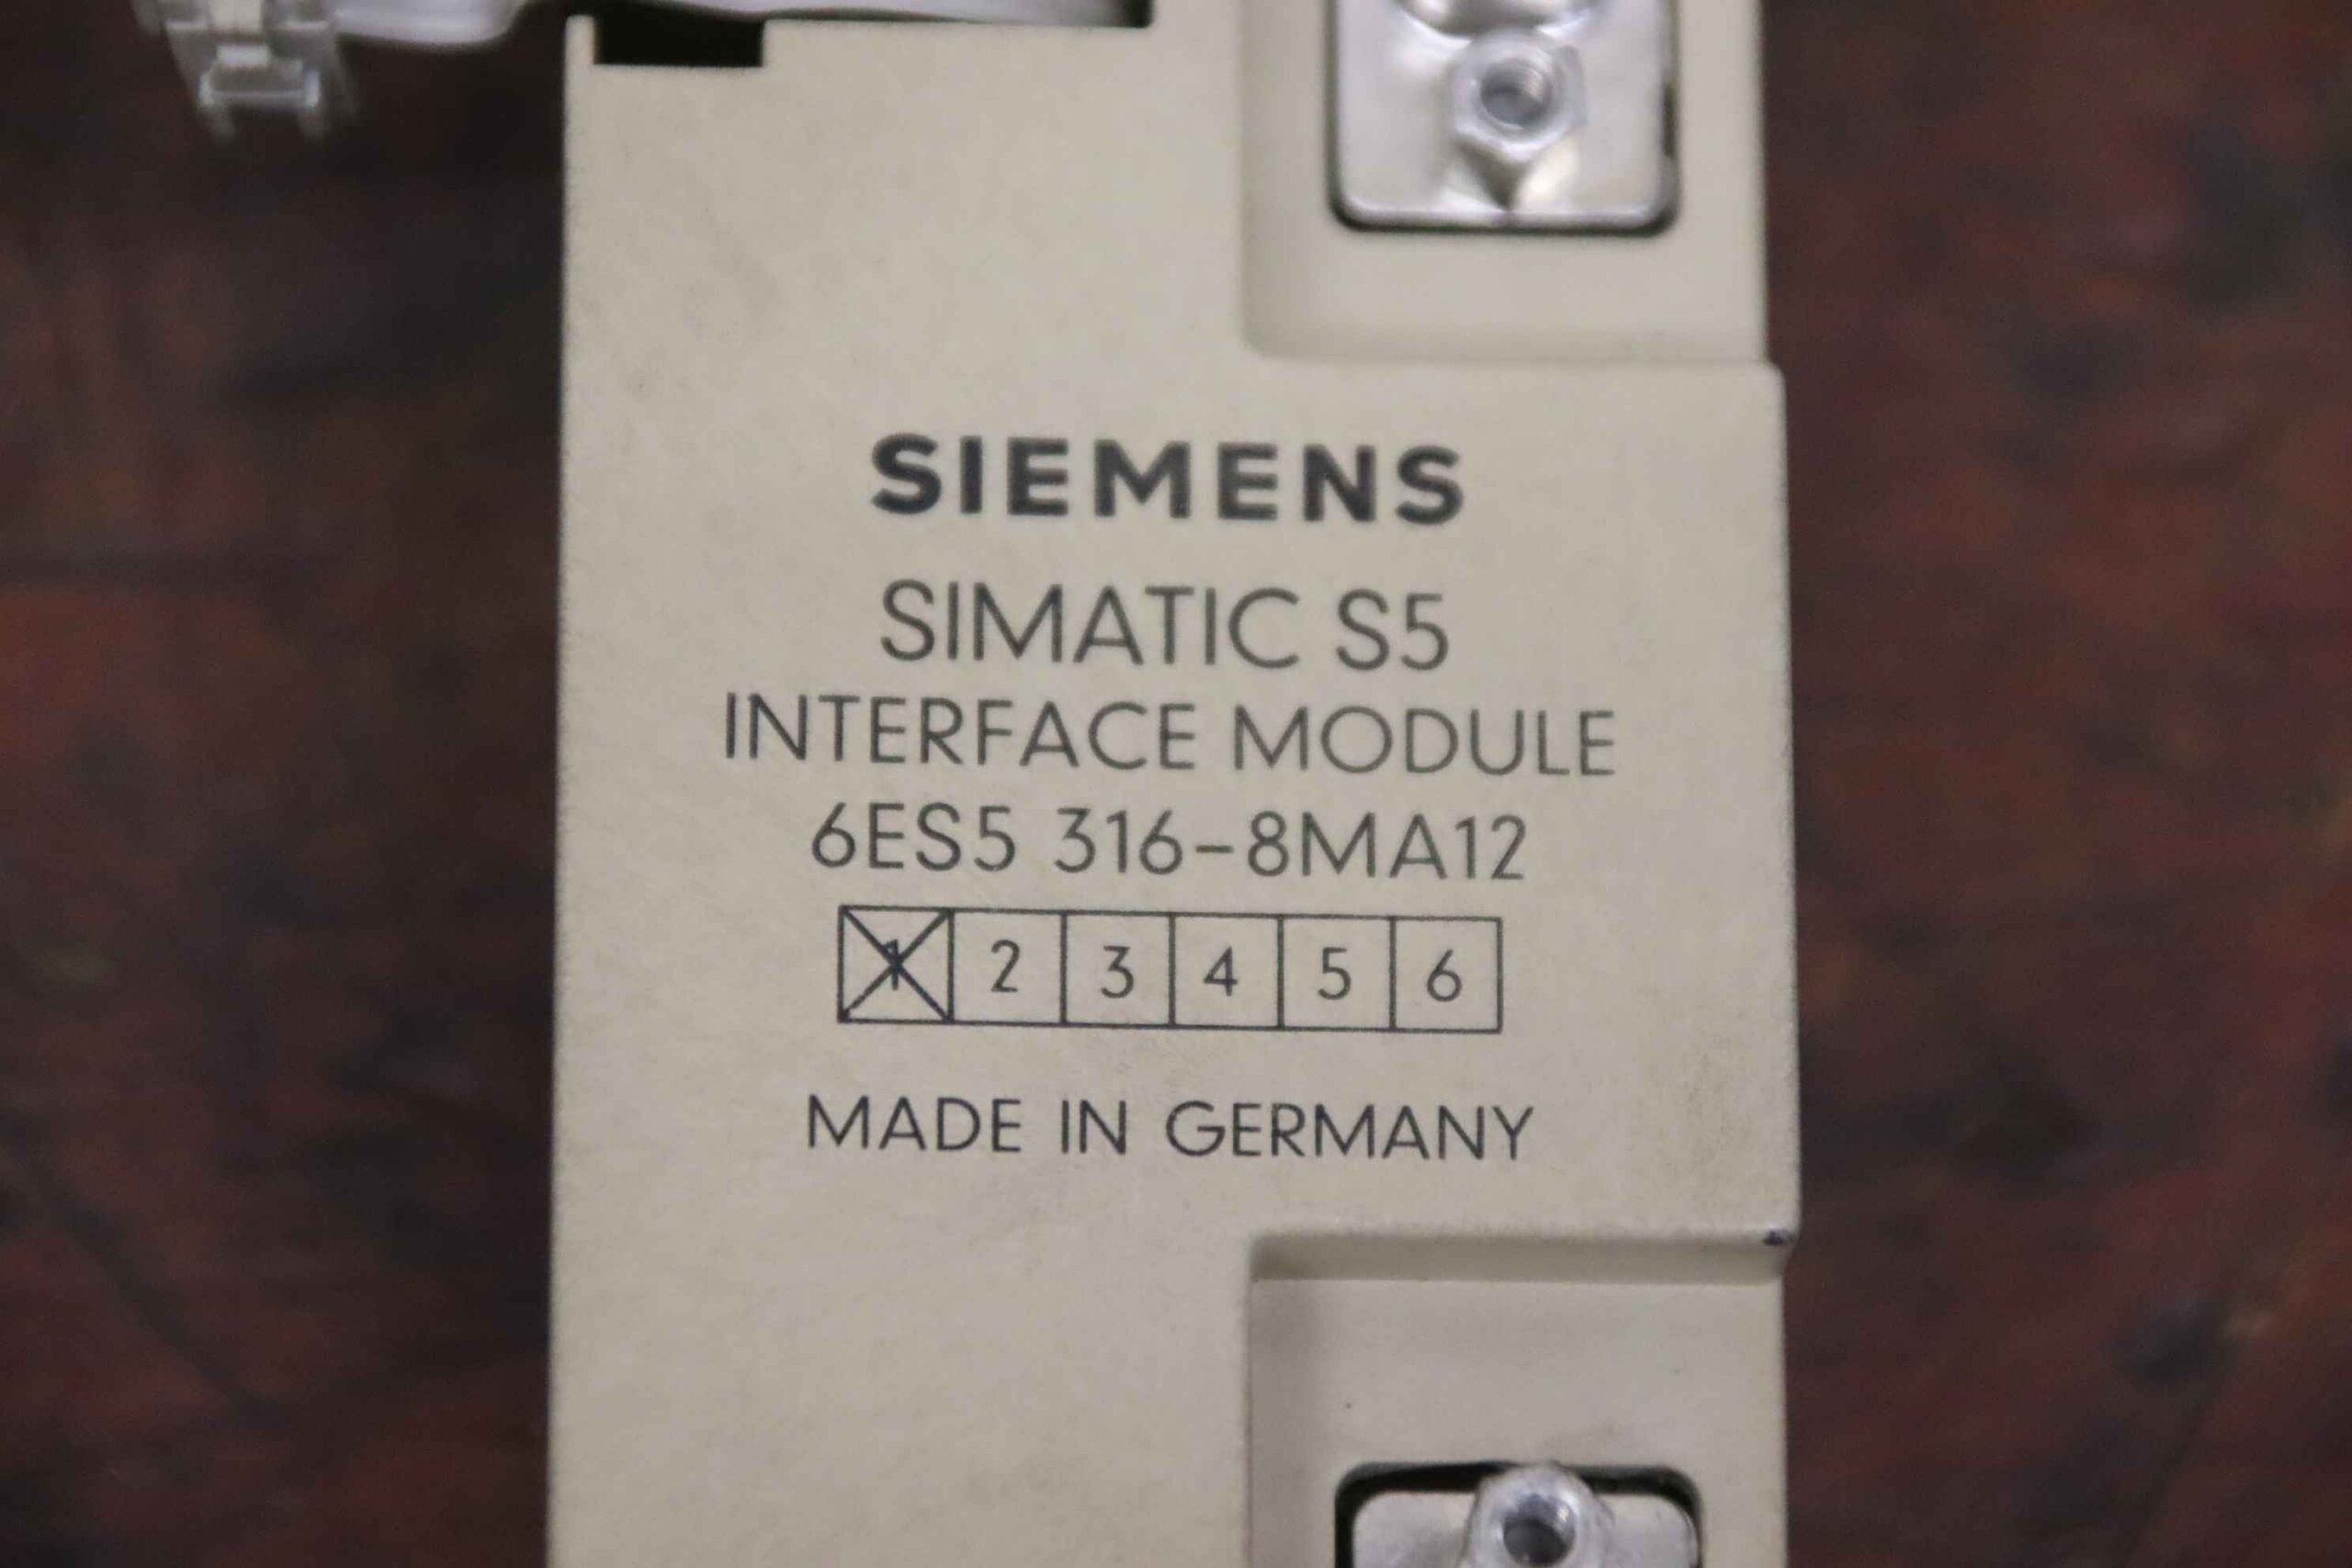 SIEMENS
SIMATIC S5
INTERFACE MODULE
6ES5 316-8MA12
1 2 3 4 5 6
MADE IN GERMANY